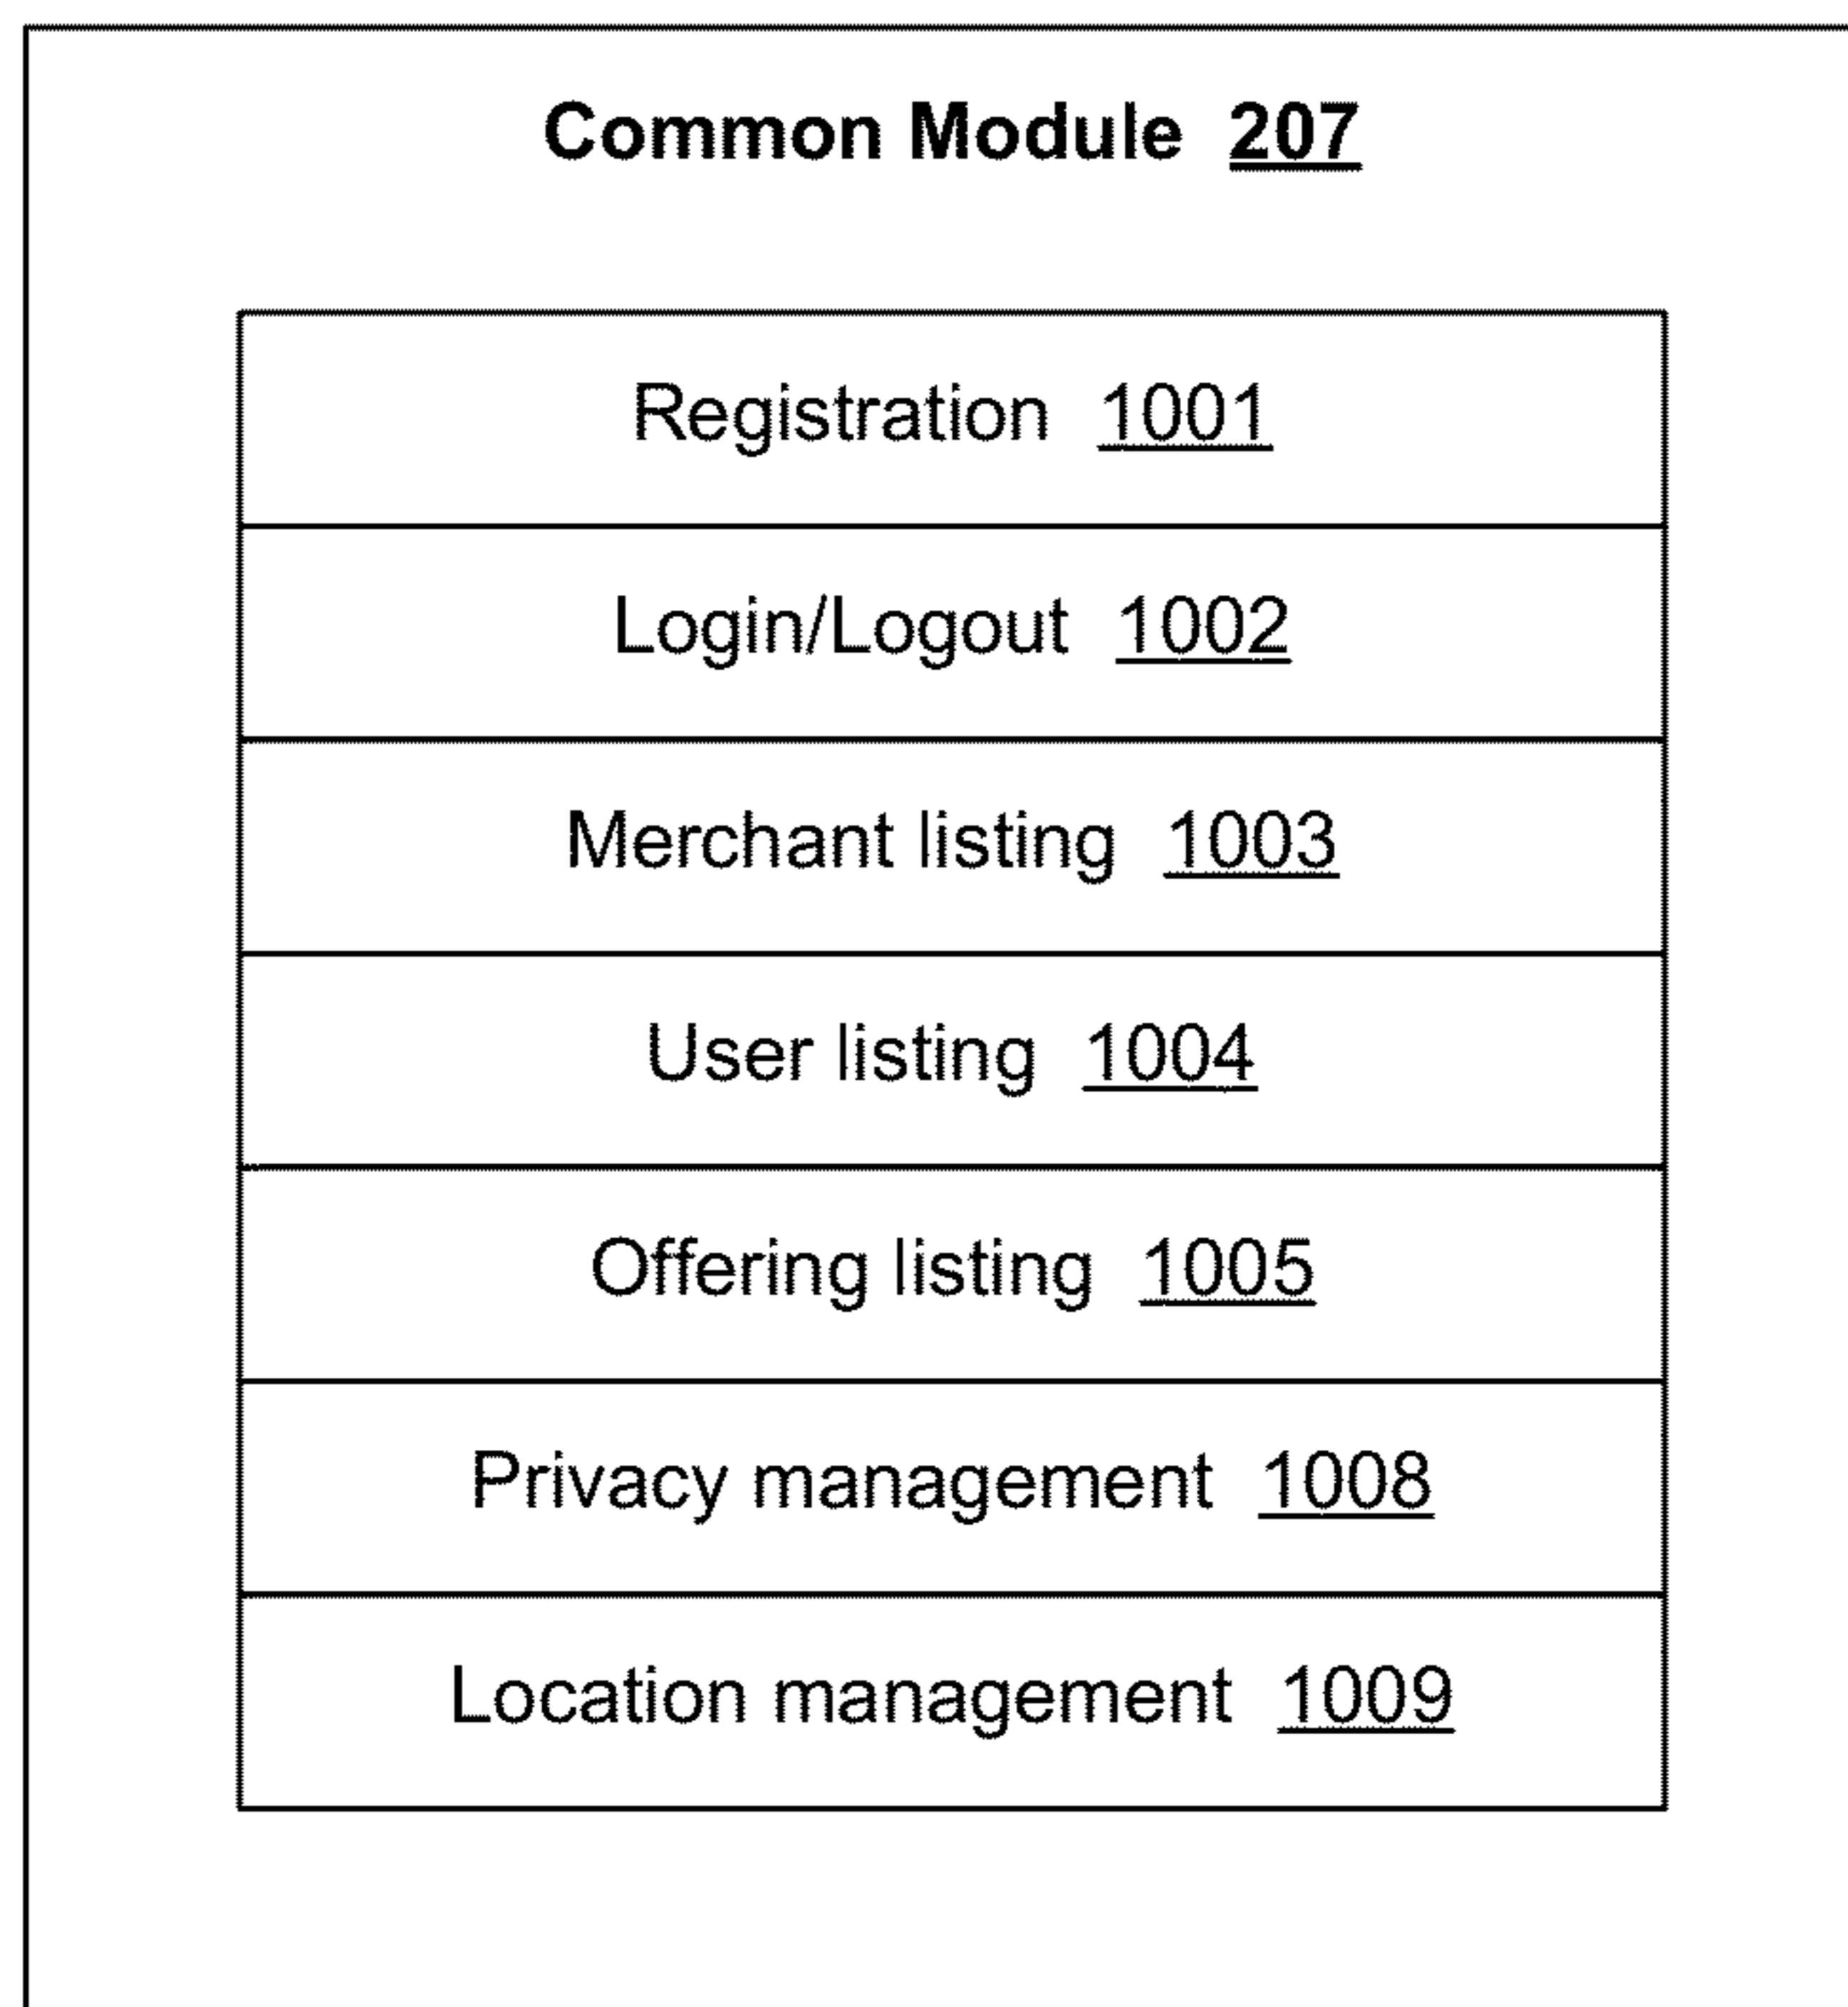 Common Module 207
Registration 1001
Login/Logout 1002
Merchant listing 1003
User listing 1004
Offering listing 1005
Privacy management 1008
Location management 1009